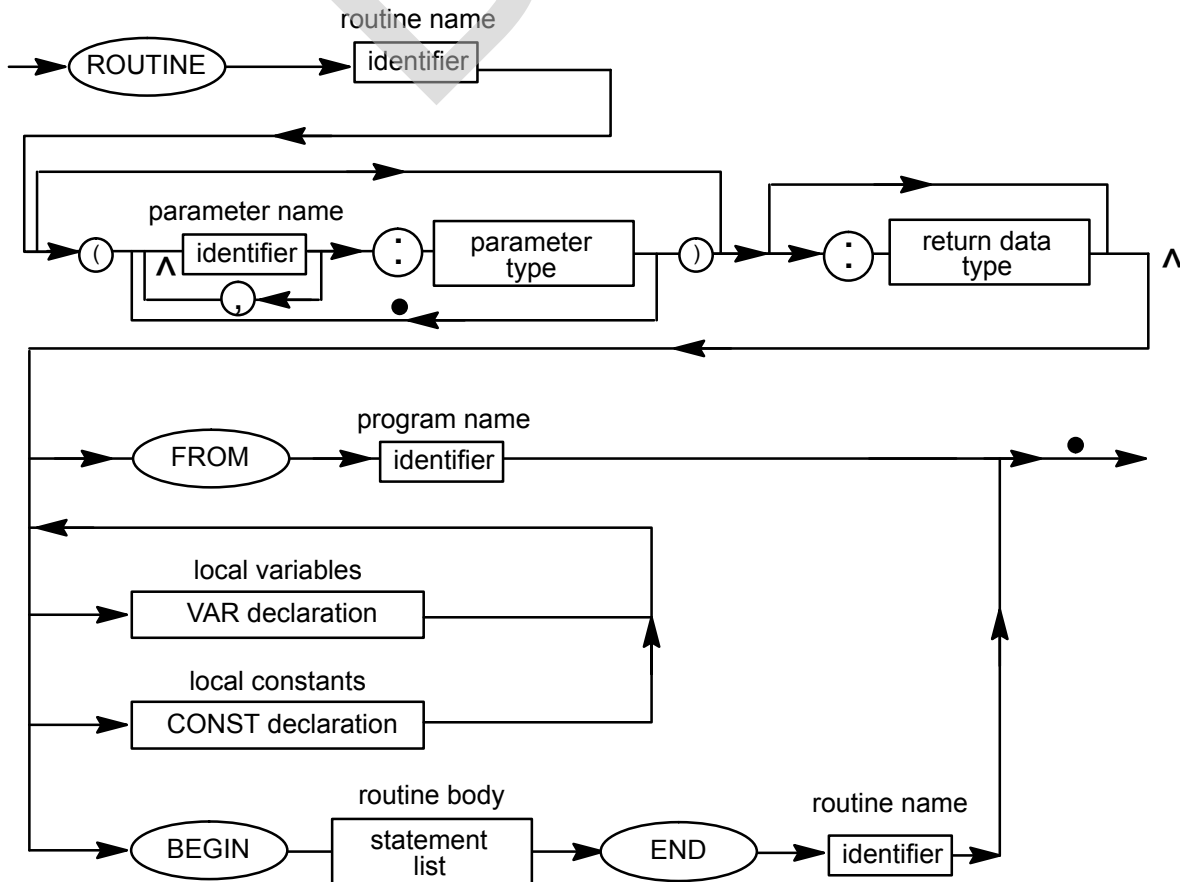 routine name
ROUTINE
identifier
parameter name
(
^
identifier
:
parameter
type
)
:
return data
type
^
,
program name
FROM
identifier
local variables
VAR declaration
local constants
CONST declaration
routine body
routine name
BEGIN
statement
list
END
identifier